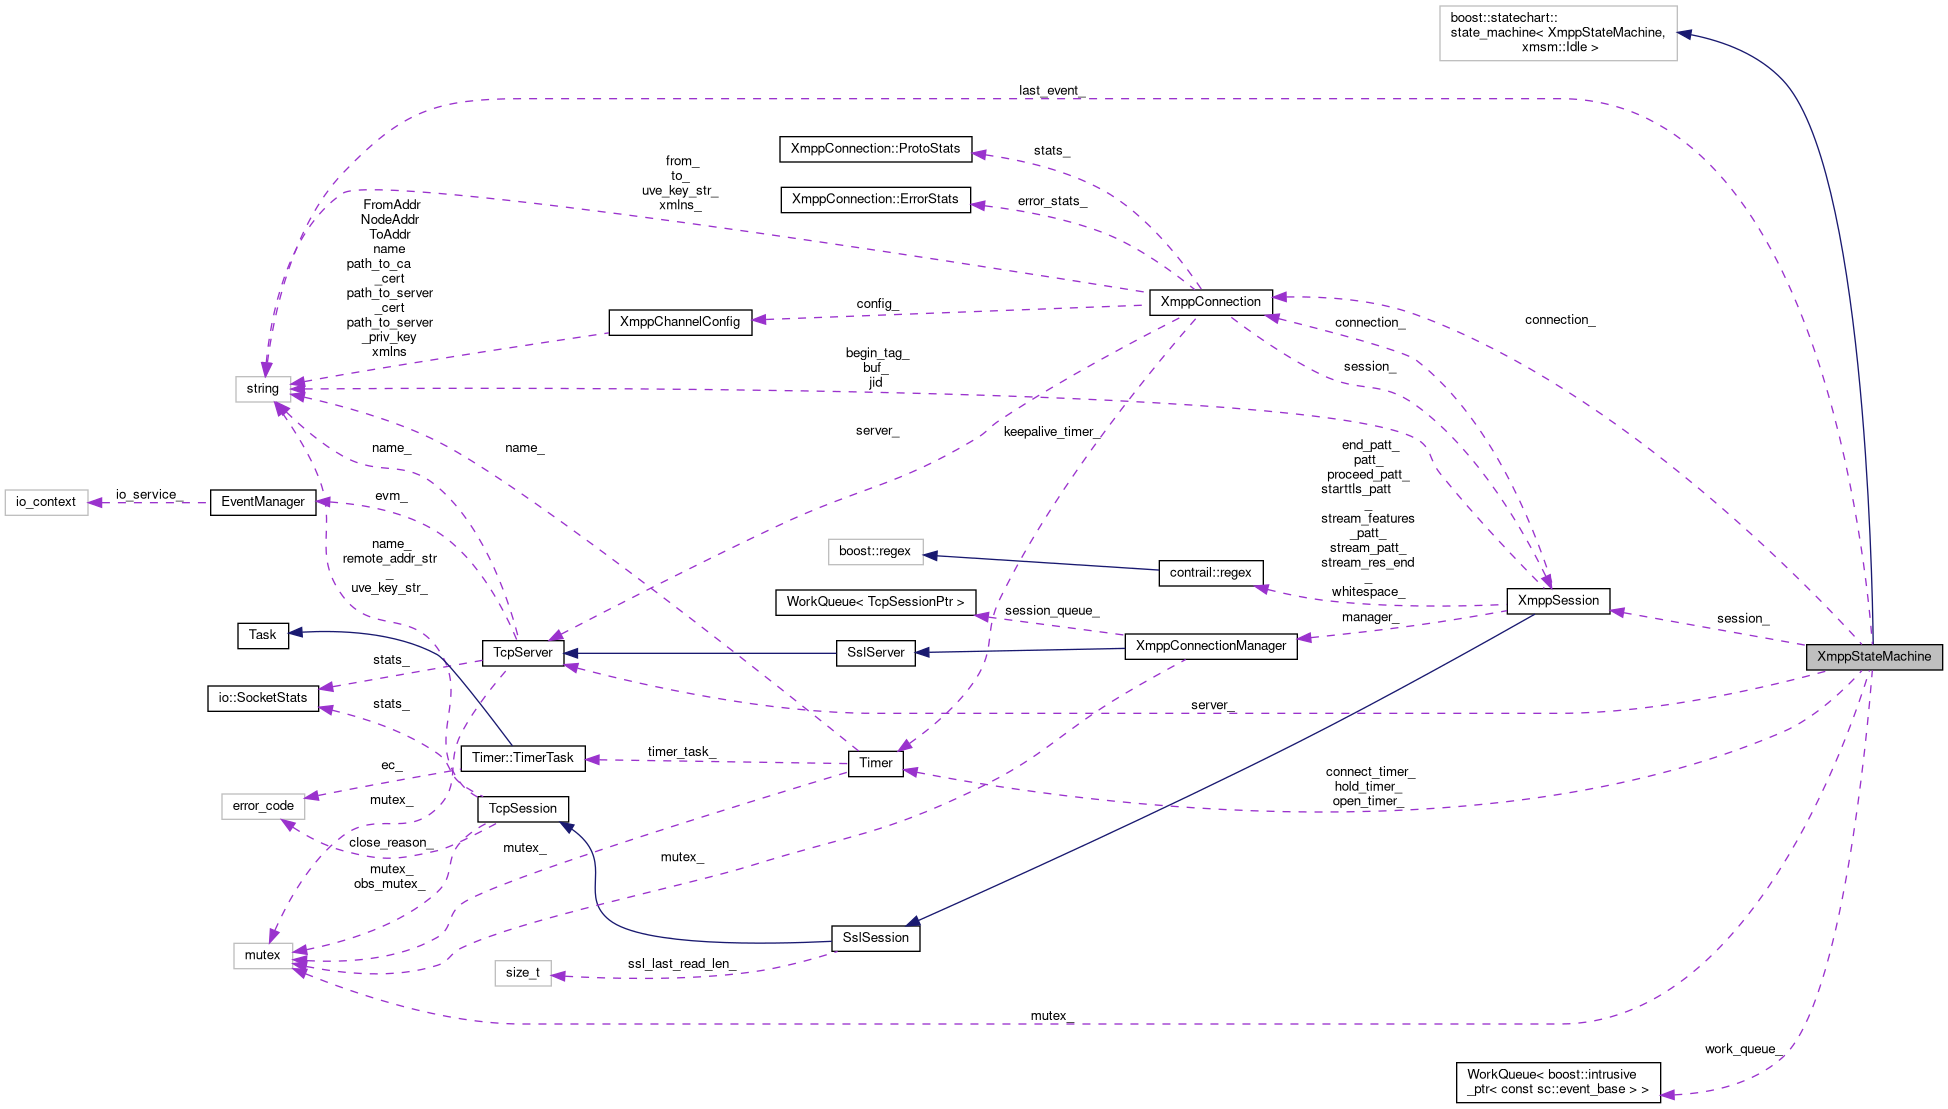 boost::statechart::
state_machine< XmppStateMachine,
xmsm::Idle >
last_event_
XmppConnection::ProtoStats
stats_
from_
to_
uve_key_str_
xmlns_
XmppConnection::ErrorStats
error_stats_
FromAddr
NodeAddr
ToAddr
name
path_to_ca
_cert
path_to_server
_cert
path_to_server
_priv_key
xmlns
XmppConnection
config_
XmppChannelConfig
connection_
connection_
session_
begin_tag_
buf_
jid
string
server_
keepalive_timer_
name_
name_
end_patt_
patt_
proceed_patt_
starttls_patt
_
stream_features
_patt_
stream_patt_
stream_res_end
_
whitespace_
io_context
io_service_
EventManager
evm_
name_
remote_addr_str
_
uve_key_str_
boost::regex
contrail::regex
WorkQueue< TcpSessionPtr >
session_queue_
XmppSession
manager_
session_
Task
TcpServer
SslServer
XmppConnectionManager
XmppStateMachine
stats_
io::SocketStats
stats_
server_
Timer::TimerTask
timer_task_
Timer
ec_
connect_timer_
hold_timer_
open_timer_
error_code
mutex_
TcpSession
close_reason_
mutex_
obs_mutex_
mutex_
mutex_
SslSession
mutex
size_t
ssl_last_read_len_
mutex_
work_queue_
WorkQueue< boost::intrusive
_ptr< const sc::event_base > >